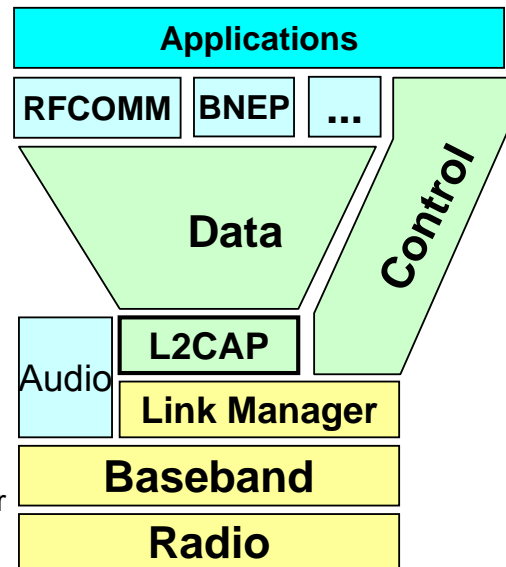 Applications
RFCOMM BNEP ...
Control
Data
L2CAP
Audio
Link Manager
Baseband
r
Radio